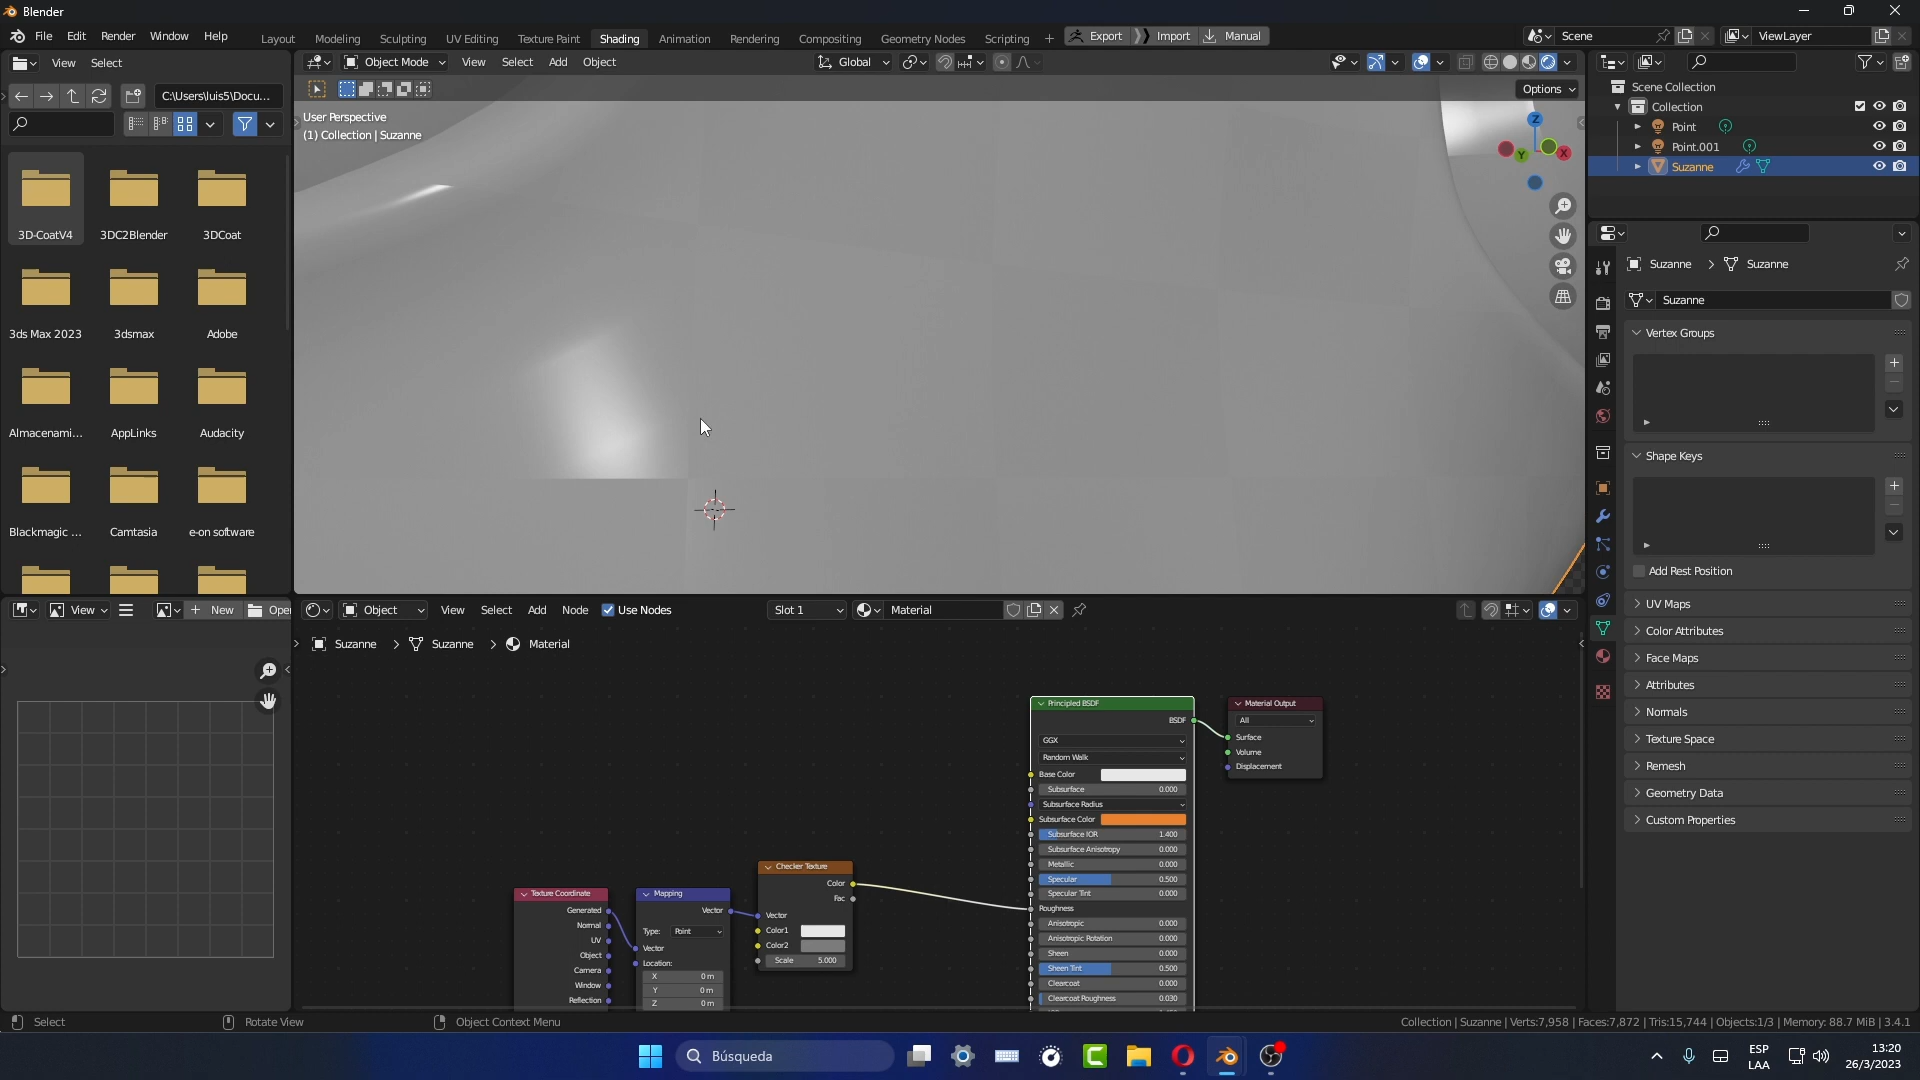 Blender
File Edit Render Window Help
Layout Modeling Sculpting UV Editing Texture Paint Shading Animation Rendering Compositing Geometry Nodes Scripting + Export Import Manual
Scene
ViewLayer
View Select
Object Mode View Select Add Object
Global
C:\Users\luis5\Docu...
Options
User Perspective
(1) Collection | Suzanne
Z
Y
X
3D-CoatV4 3DC2Blender 3DCoat
3ds Max 2023 3dsmax Adobe
Almacenami... AppLinks Audacity
Blackmagic ... Camtasia e-on software
Scene Collection
Collection
Point
Point.001
Suzanne
Suzanne > Suzanne
Suzanne
Vertex Groups
Shape Keys
Add Rest Position
UV Maps
Color Attributes
Face Maps
Attributes
Normals
Texture Space
Remesh
Geometry Data
Custom Properties
View + New Open
Object View Select Add Node Use Nodes Slot 1 Material
Suzanne > Suzanne > Material
Texture Coordinate
Generated
Normal
UV
Object
Camera
Window
Reflection
Mapping
Vector
Type: Point
Vector
Location:
X 0 m
Y 0 m
Z 0 m
Checker Texture
Color
Fac
Vector
Color1
Color2
Scale 5.000
Principled BSDF
BSDF
GGX
Random Walk
Base Color
Subsurface 0.000
Subsurface Radius
Subsurface Color
Subsurface IOR 1.400
Subsurface Anisotropy 0.000
Metallic 0.000
Specular 0.500
Specular Tint 0.000
Roughness
Anisotropic 0.000
Anisotropic Rotation 0.000
Sheen 0.000
Sheen Tint 0.500
Clearcoat 0.000
Clearcoat Roughness 0.030
Material Output
All
Surface
Volume
Displacement
Select Rotate View Object Context Menu
Collection | Suzanne | Verts:7,958 | Faces:7,872 | Tris:15,744 | Objects:1/3 | Memory: 88.7 MiB | 3.4.1
Búsqueda
ESP
LAA
13:20
26/3/2023